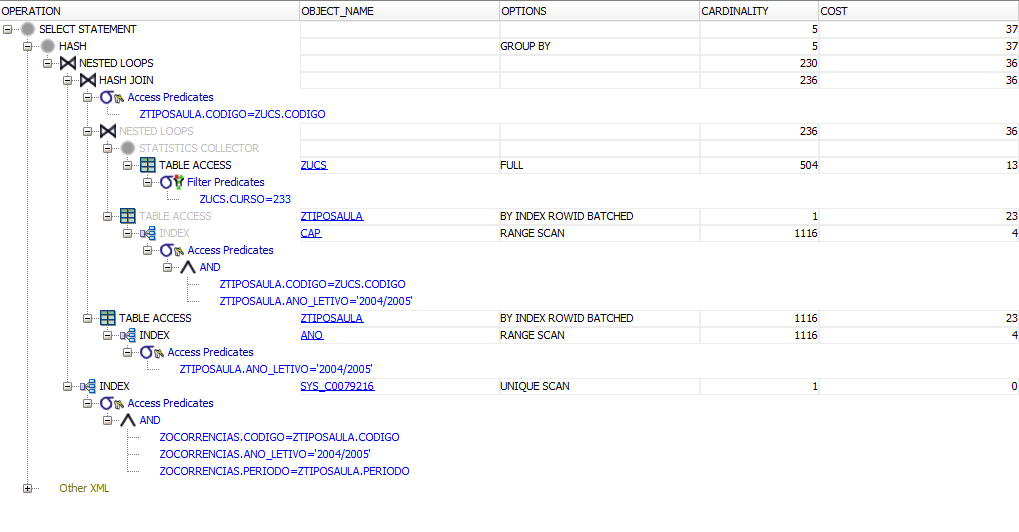 OPERATION OBJECT_NAME OPTIONS CARDINALITY COST
SELECT STATEMENT 5 37
HASH GROUP BY 5 37
NESTED LOOPS 230 36
HASH JOIN 236 36
Access Predicates
ZTIPOSAULA.CODIGO=ZUCS.CODIGO
NESTED LOOPS 236 36
STATISTICS COLLECTOR
TABLE ACCESS ZUCS FULL 504 13
Filter Predicates
ZUCS.CURSO=233
TABLE ACCESS ZTIPOSAULA BY INDEX ROWID BATCHED 1 23
INDEX CAP RANGE SCAN 1116 4
Access Predicates
AND
ZTIPOSAULA.CODIGO=ZUCS.CODIGO
ZTIPOSAULA.ANO_LETIVO='2004/2005'
TABLE ACCESS ZTIPOSAULA BY INDEX ROWID BATCHED 1116 23
INDEX ANO RANGE SCAN 1116 4
Access Predicates
ZTIPOSAULA.ANO_LETIVO='2004/2005'
INDEX SYS_C0079216 UNIQUE SCAN 1 0
Access Predicates
AND
ZOCORRENCIAS.CODIGO=ZTIPOSAULA.CODIGO
ZOCORRENCIAS.ANO_LETIVO='2004/2005'
ZOCORRENCIAS.PERIODO=ZTIPOSAULA.PERIODO
Other XML